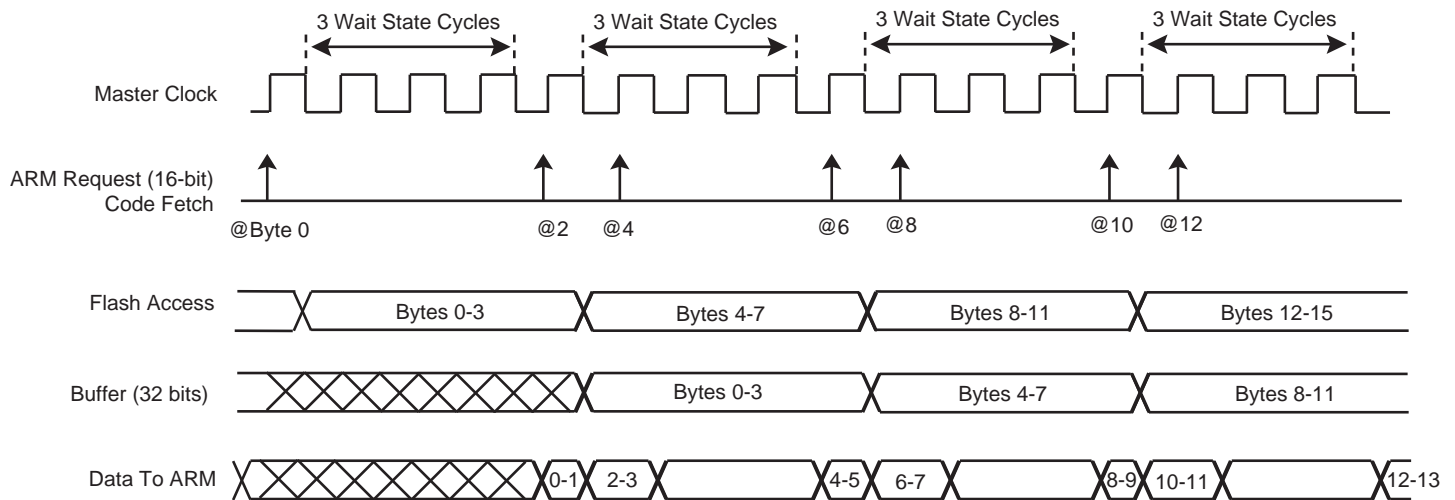 3 Wait State Cycles
3 Wait State Cycles
3 Wait State Cycles
3 Wait State Cycles
Master Clock
ARM Request (16-bit)
Code Fetch
@Byte 0
@2
@4
@6
@8
@10
@12
Flash Access
Bytes 0-3
Bytes 4-7
Bytes 8-11
Bytes 12-15
Buffer (32 bits)
Bytes 0-3
Bytes 4-7
Bytes 8-11
Data To ARM
0-1
2-3
4-5
6-7
8-9
10-11
12-13